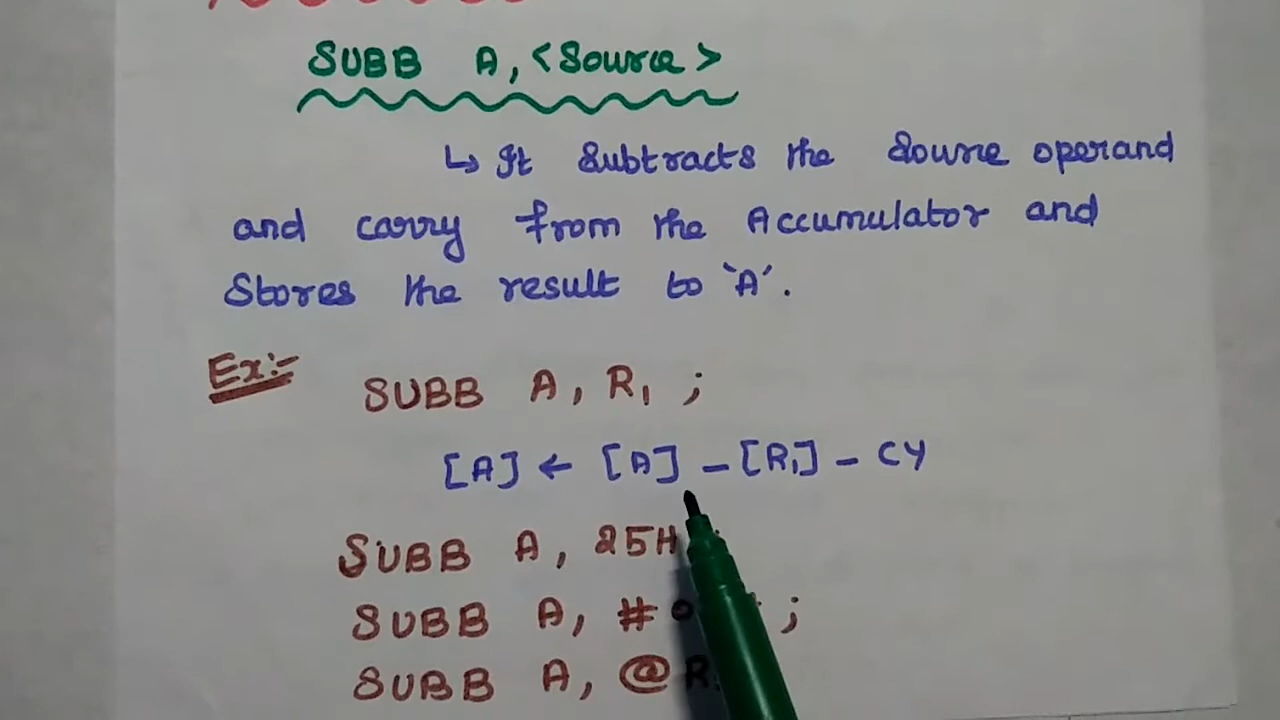 SUBB A, <Source>
↳ It Subtracts the Source operand
and carry from the Accumulator and
Stores the result to 'A'.
Ex:- SUBB A, R1 ;
[A] ← [A] - [R1] - CY
SUBB A, 25H
SUBB A, # ;
SUBB A, @R